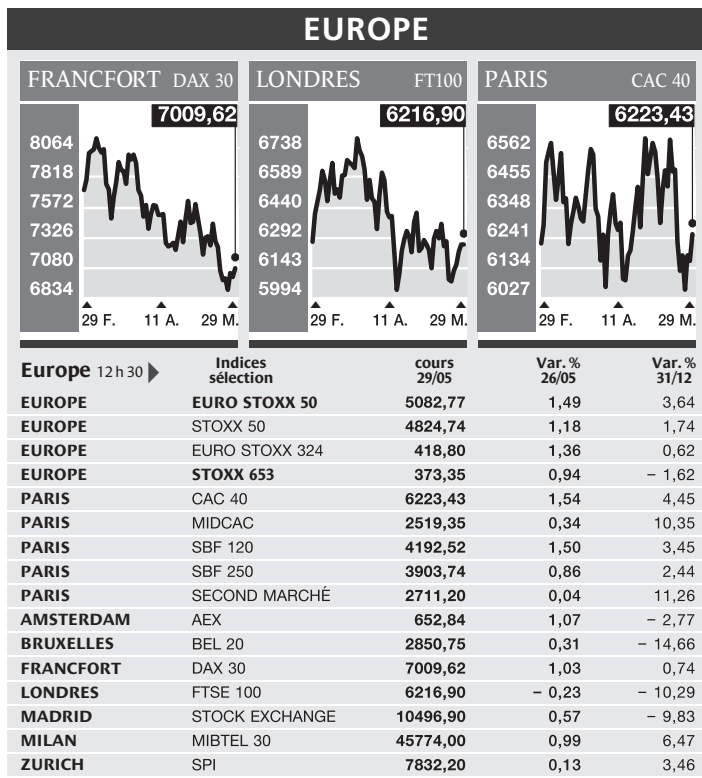 EUROPE
FRANCFORT DAX 30
7009,62
8064
7818
7572
7326
7080
6834
29 F. 11 A. 29 M.
LONDRES FT100
6216,90
6738
6589
6440
6292
6143
5994
29 F. 11 A. 29 M.
PARIS CAC 40
6223,43
6562
6455
6348
6241
6134
6027
29 F. 11 A. 29 M.
Europe 12 h 30 Indices sélection cours 29/05 Var. % 26/05 Var. % 31/12
EUROPE EURO STOXX 50 5082,77 1,49 3,64
EUROPE STOXX 50 4824,74 1,18 1,74
EUROPE EURO STOXX 324 418,80 1,36 0,62
EUROPE STOXX 653 373,35 0,94 – 1,62
PARIS CAC 40 6223,43 1,54 4,45
PARIS MIDCAC 2519,35 0,34 10,35
PARIS SBF 120 4192,52 1,50 3,45
PARIS SBF 250 3903,74 0,86 2,44
PARIS SECOND MARCHÉ 2711,20 0,04 11,26
AMSTERDAM AEX 652,84 1,07 – 2,77
BRUXELLES BEL 20 2850,75 0,31 – 14,66
FRANCFORT DAX 30 7009,62 1,03 0,74
LONDRES FTSE 100 6216,90 – 0,23 – 10,29
MADRID STOCK EXCHANGE 10496,90 0,57 – 9,83
MILAN MIBTEL 30 45774,00 0,99 6,47
ZURICH SPI 7832,20 0,13 3,46